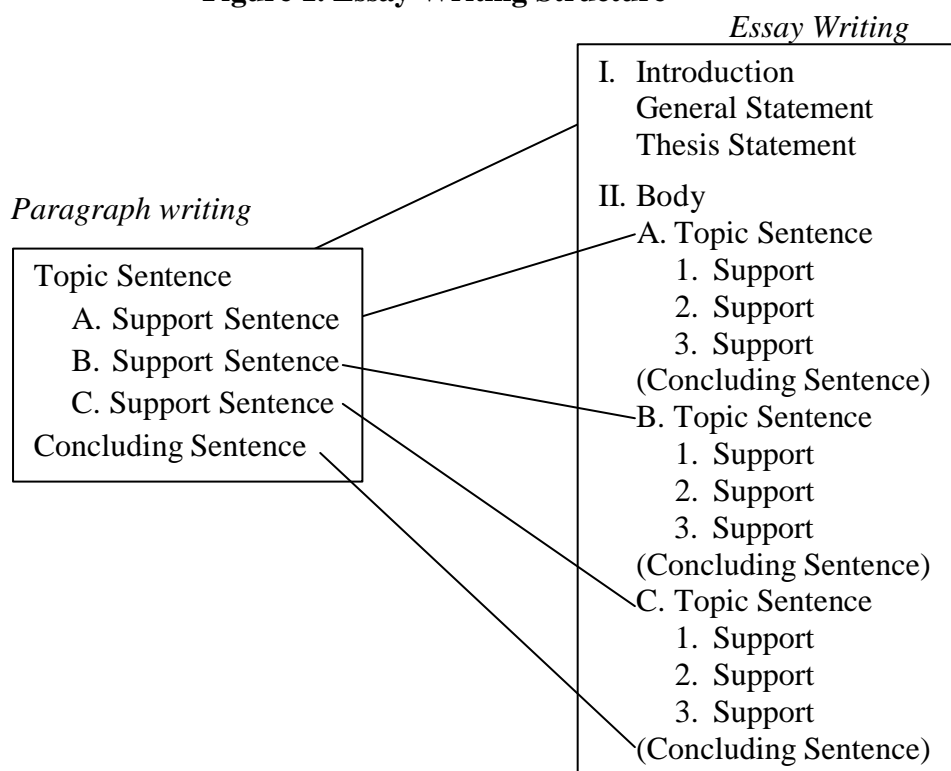 Essay Writing
I. Introduction
General Statement
Thesis Statement
Paragraph writing
Topic Sentence
A. Support Sentence
B. Support Sentence
C. Support Sentence
Concluding Sentence
II. Body
A. Topic Sentence
1. Support
2. Support
3. Support
(Concluding Sentence)
B. Topic Sentence
1. Support
2. Support
3. Support
(Concluding Sentence)
C. Topic Sentence
1. Support
2. Support
3. Support
(Concluding Sentence)